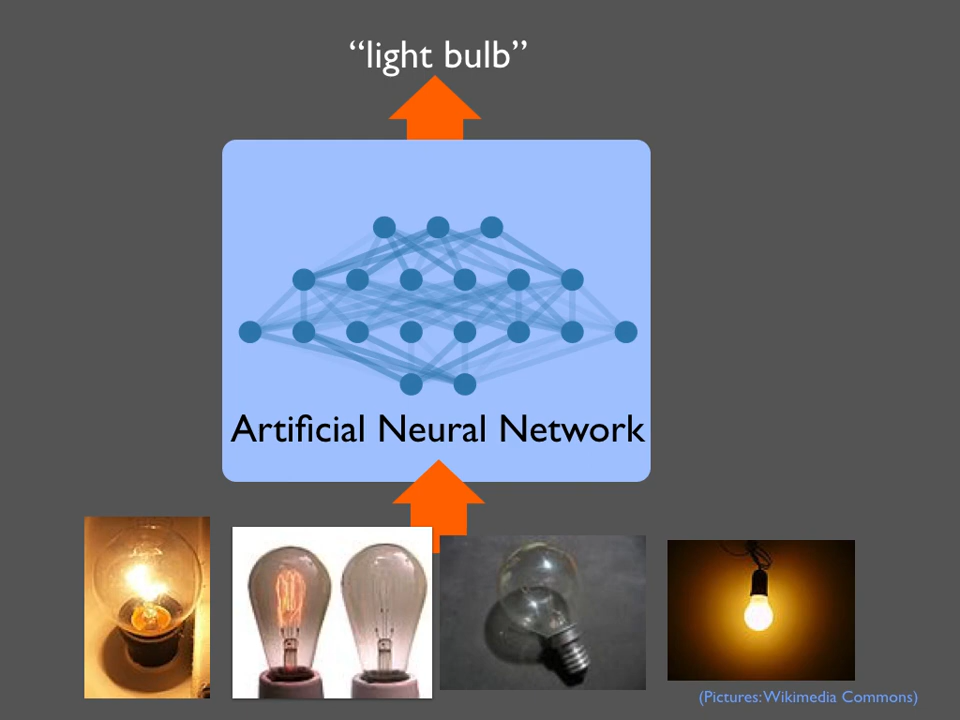 “light bulb”
Artificial Neural Network
(Pictures: Wikimedia Commons)